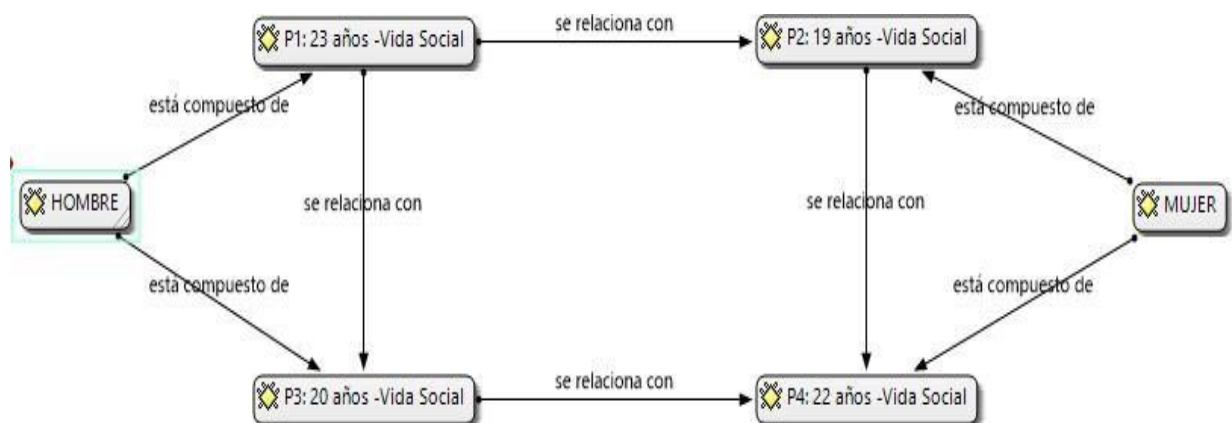 se relaciona con
P1: 23 años -Vida Social
P2: 19 años -Vida Social
está compuesto de
está compuesto de
HOMBRE
se relaciona con
se relaciona con
MUJER
está compuesto de
está compuesto de
se relaciona con
P3: 20 años -Vida Social
P4: 22 años -Vida Social